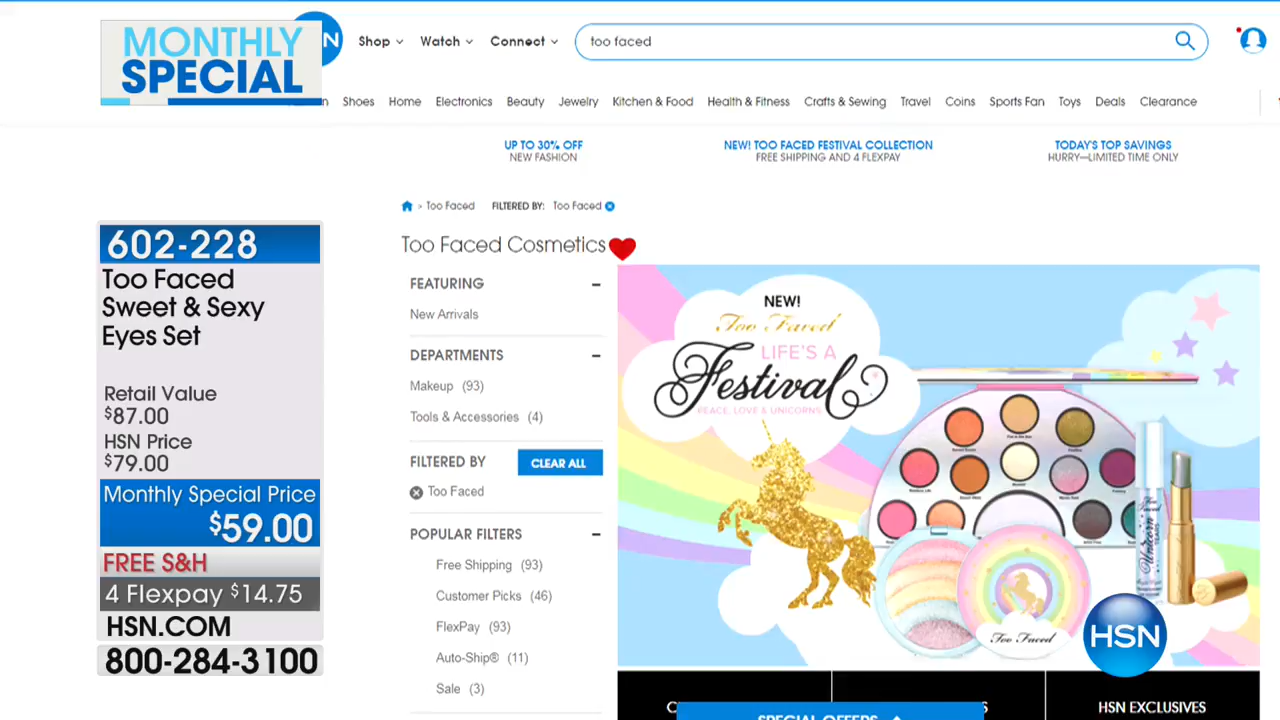 MONTHLY
SPECIAL
Shop
Watch
Connect
too faced
Shoes
Home
Electronics
Beauty
Jewelry
Kitchen & Food
Health & Fitness
Crafts & Sewing
Travel
Coins
Sports Fan
Toys
Deals
Clearance
UP TO 30% OFF
NEW FASHION
NEW! TOO FACED FESTIVAL COLLECTION
FREE SHIPPING AND 4 FLEXPAY
TODAY'S TOP SAVINGS
HURRY—LIMITED TIME ONLY
> Too Faced FILTERED BY: Too Faced
Too Faced Cosmetics
602-228
Too Faced
Sweet & Sexy
Eyes Set
Retail Value
$87.00
HSN Price
$79.00
Monthly Special Price
$59.00
FREE S&H
4 Flexpay $14.75
HSN.COM
800-284-3100
FEATURING
New Arrivals
DEPARTMENTS
Makeup (93)
Tools & Accessories (4)
FILTERED BY
CLEAR ALL
Too Faced
POPULAR FILTERS
Free Shipping (93)
Customer Picks (46)
FlexPay (93)
Auto-Ship® (11)
Sale (3)
NEW!
Too Faced
LIFE'S A
Festival
PEACE, LOVE & UNICORNS
Too Faced
Unicorn
Too Faced
HSN
HSN EXCLUSIVES
SPECIAL OFFERS